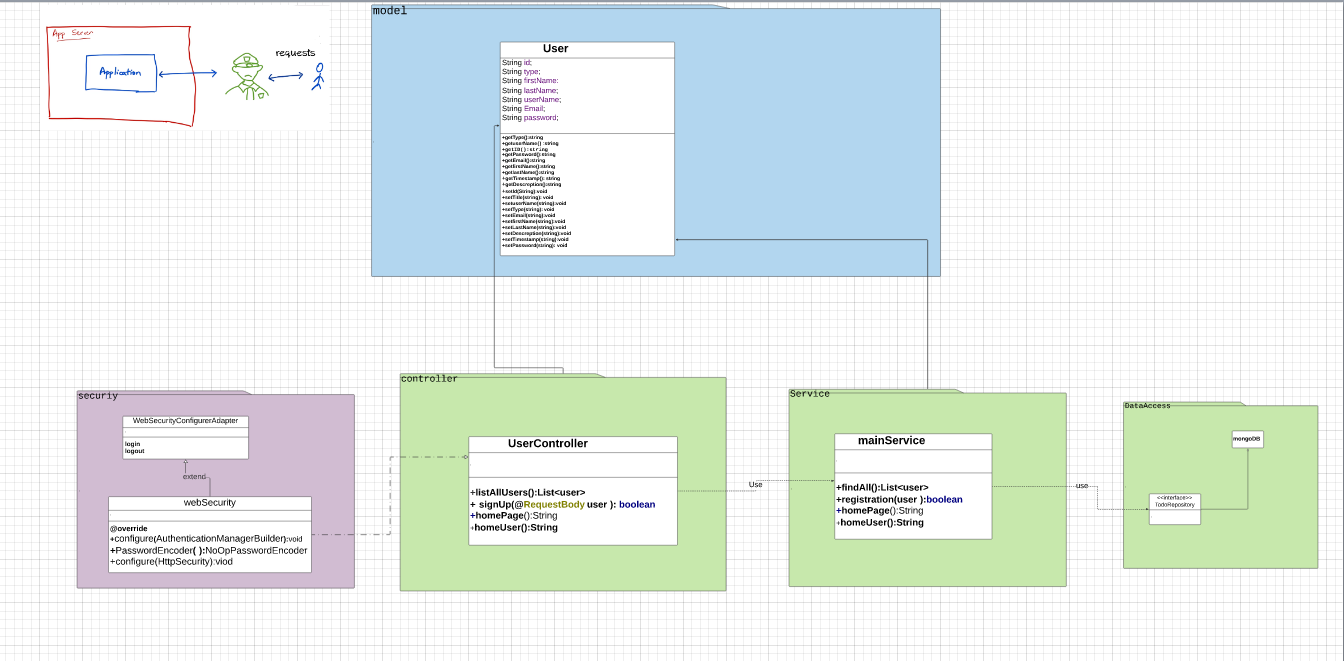 App Server
Application
requests
model
User
String id;
String type;
String firstName:
String lastName;
String userName;
String Email;
String password;
+getType():string
+getuserName():string
+getID():string
+getPassword():string
+getEmail():string
+getfirstName():string
+getlastName():string
+getTimestamp(): string
+getDescreption():string
+setId(String):void
+setTitle(string): void
+setuserName(string):void
+setType(string): void
+setEmail(string):void
+setfirstName(string):void
+setLastName(string):void
+setDescreption(string):void
+setTimestamp(string):void
+setPassword(string): void
securiy
WebSecurityConfigurerAdapter
login
logout
extend
webSecurity
@override
+configure(AuthenticationManagerBuilder):void
+PasswordEncoder( ):NoOpPasswordEncoder
+configure(HttpSecurity):viod
controller
UserController
+listAllUsers():List<user>
+ signUp(@RequestBody user ): boolean
+homePage():String
+homeUser():String
Use
Service
mainService
+findAll():List<user>
+registration(user ):boolean
+homePage():String
+homeUser():String
use
DataAccess
mongoDB
<<interface>>
TodoRepository